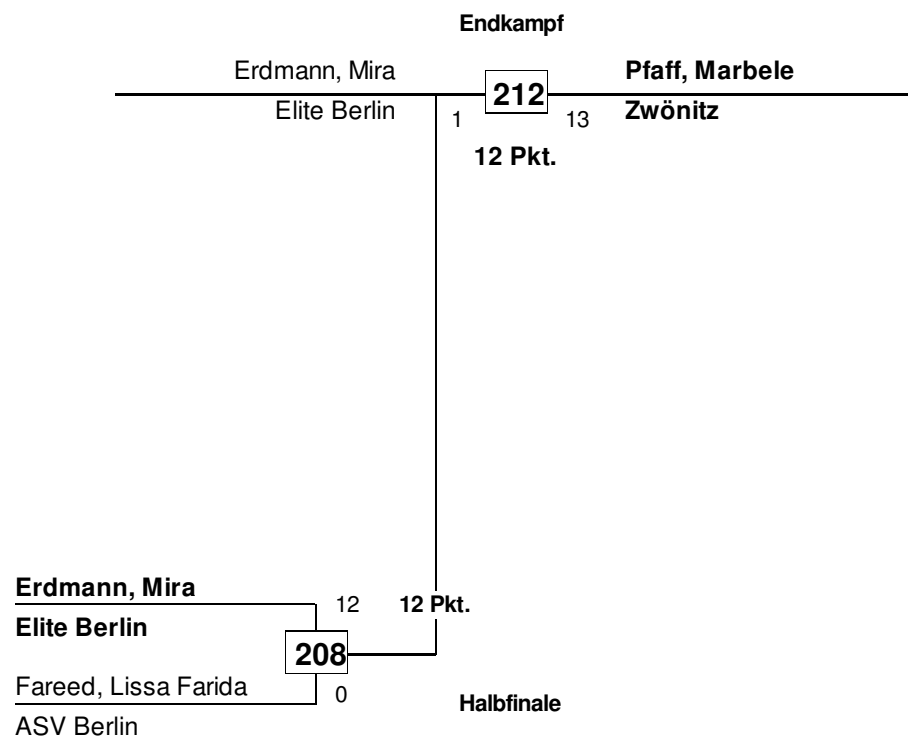 Endkampf
Erdmann, Mira
212
Pfaff, Marbele
Elite Berlin
1
13
Zwönitz
12 Pkt.
Erdmann, Mira
12
12 Pkt.
Elite Berlin
208
Fareed, Lissa Farida
0
Halbfinale
ASV Berlin